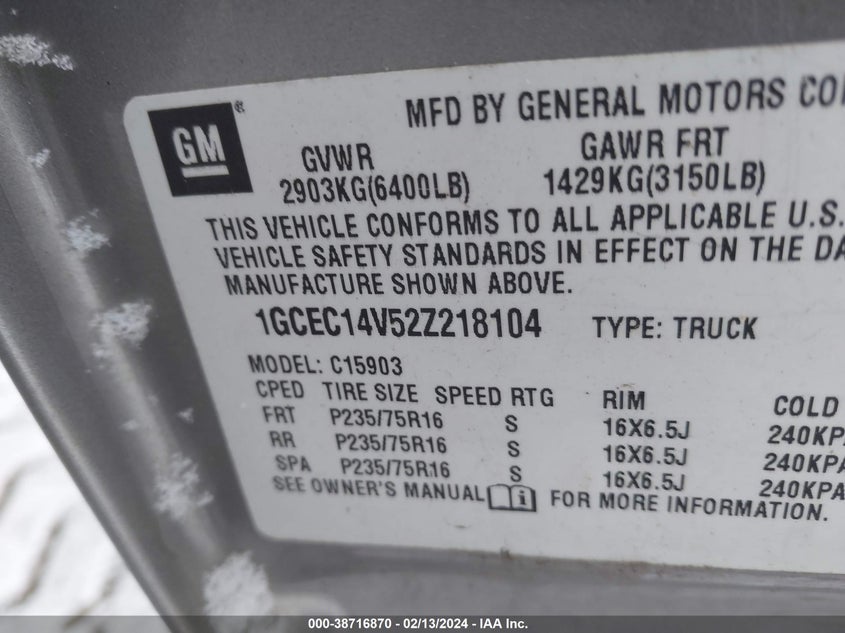 GM®
MFD BY GENERAL MOTORS
GVWR
2903KG(6400LB)
GAWR FRT
1429KG(3150LB)
THIS VEHICLE CONFORMS TO ALL APPLICABLE U.S.
VEHICLE SAFETY STANDARDS IN EFFECT ON THE
MANUFACTURE SHOWN ABOVE.
1GCEC14V52Z218104 TYPE: TRUCK
MODEL: C15903
CPED TIRE SIZE SPEED RTG RIM COLD
FRT P235/75R16 S 16X6.5J 240KPA
RR P235/75R16 S 16X6.5J 240KPA
SPA P235/75R16 S 16X6.5J 240KPA
SEE OWNER'S MANUAL FOR MORE INFORMATION.
000-38716870 - 02/13/2024 - IAA Inc.